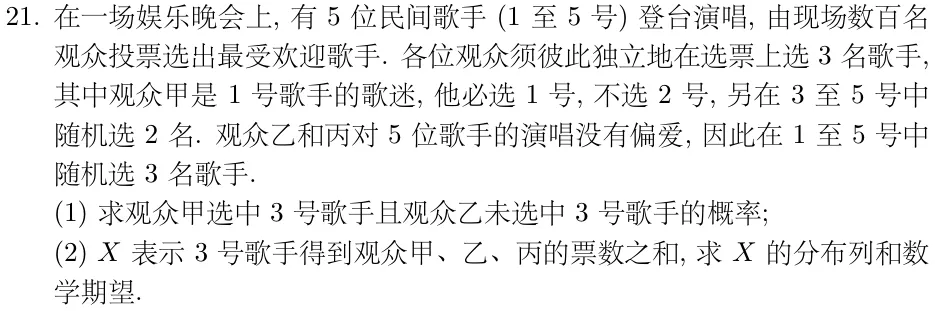 21. 在一场娱乐晚会上, 有 5 位民间歌手 (1 至 5 号) 登台演唱, 由现场数百名
观众投票选出最受欢迎歌手. 各位观众须彼此独立地在选票上选 3 名歌手,
其中观众甲是 1 号歌手的歌迷, 他必选 1 号, 不选 2 号, 另在 3 至 5 号中
随机选 2 名. 观众乙和丙对 5 位歌手的演唱没有偏爱, 因此在 1 至 5 号中
随机选 3 名歌手.
(1) 求观众甲选中 3 号歌手且观众乙未选中 3 号歌手的概率;
(2) X 表示 3 号歌手得到观众甲、乙、丙的票数之和, 求 X 的分布列和数
学期望.